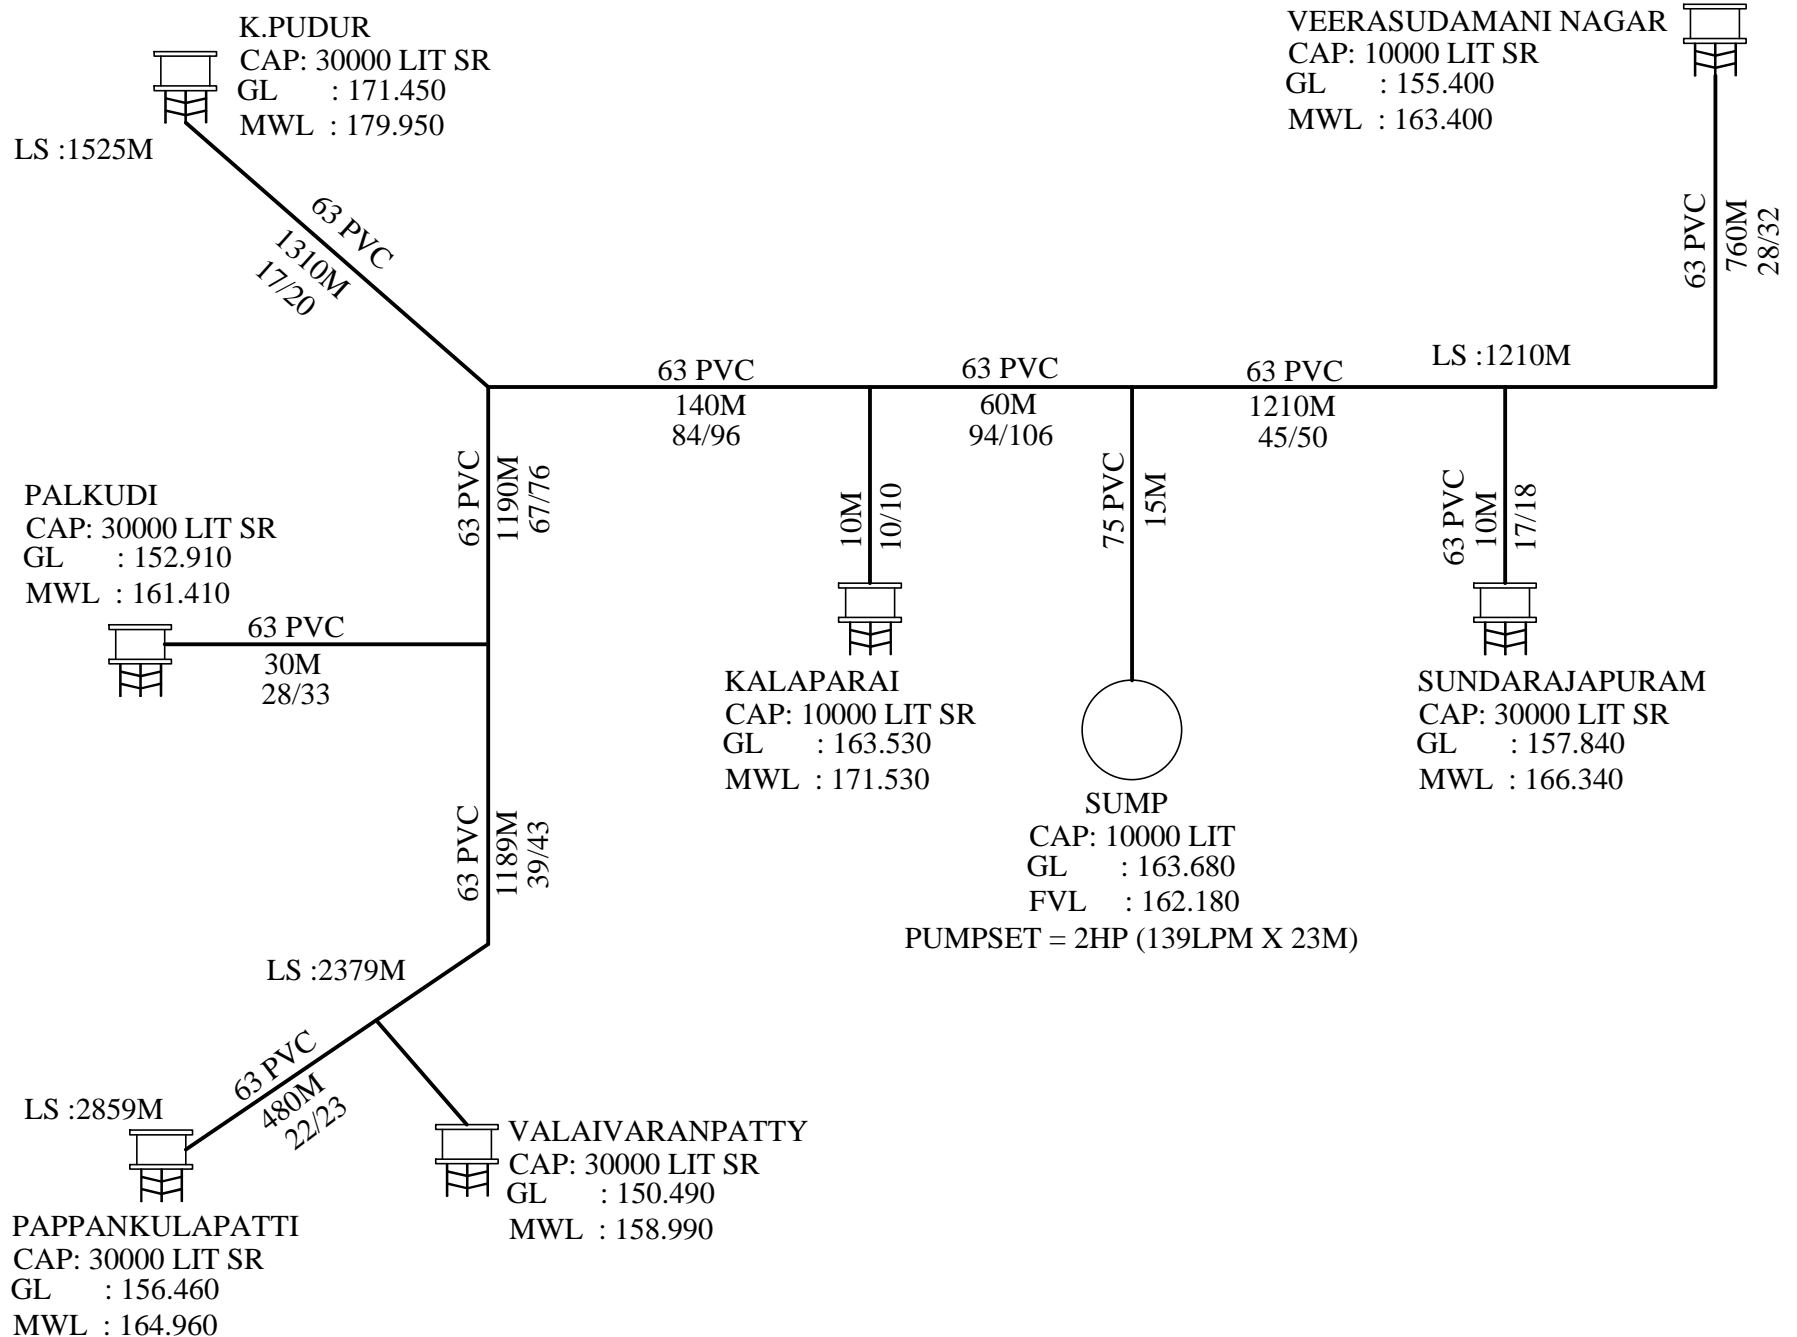 K.PUDUR
CAP: 30000 LIT SR
GL : 171.450
MWL : 179.950
LS :1525M
63 PVC
1310M
17/20
VEERASUDAMANI NAGAR
CAP: 10000 LIT SR
GL : 155.400
MWL : 163.400
63 PVC
760M
28/32
63 PVC
140M
84/96
63 PVC
60M
94/106
63 PVC
1210M
45/50
LS :1210M
63 PVC
1190M
67/76
10M
10/10
75 PVC
15M
63 PVC
10M
17/18
PALKUDI
CAP: 30000 LIT SR
GL : 152.910
MWL : 161.410
63 PVC
30M
28/33
KALAPARAI
CAP: 10000 LIT SR
GL : 163.530
MWL : 171.530
SUMP
CAP: 10000 LIT
GL : 163.680
FVL : 162.180
PUMPSET = 2HP (139LPM X 23M)
SUNDARAJAPURAM
CAP: 30000 LIT SR
GL : 157.840
MWL : 166.340
63 PVC
1189M
39/43
LS :2379M
63 PVC
480M
22/23
LS :2859M
PAPPANKULAPATTI
CAP: 30000 LIT SR
GL : 156.460
MWL : 164.960
VALAIVARANPATTY
CAP: 30000 LIT SR
GL : 150.490
MWL : 158.990